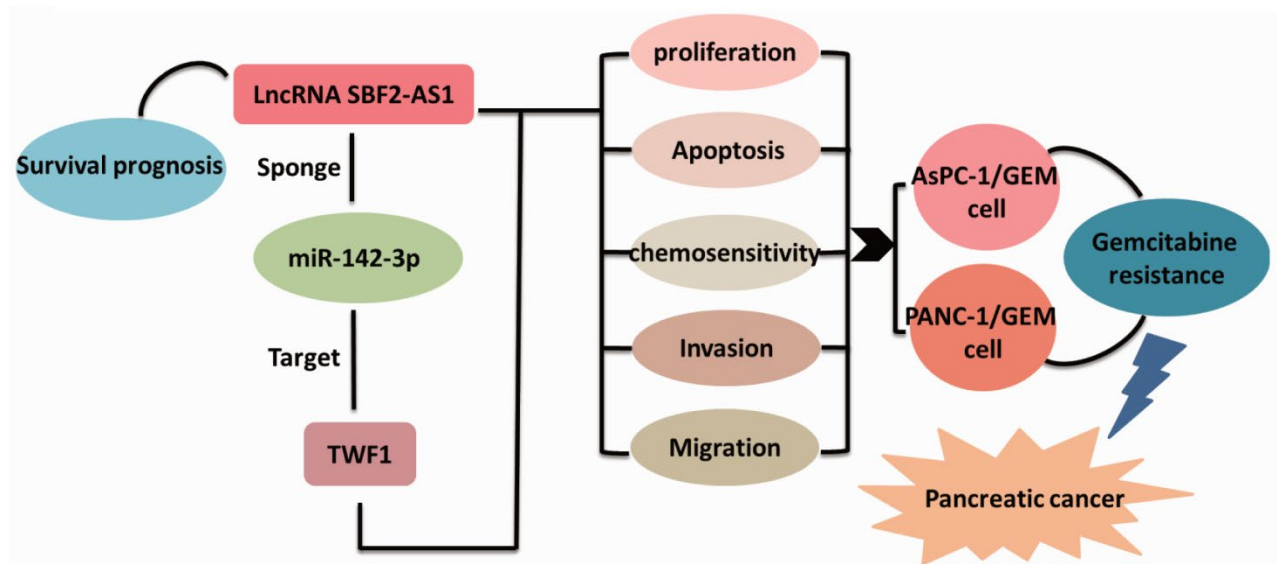 LncRNA SBF2-AS1
Survival prognosis
Sponge
miR-142-3p
Target
TWF1
proliferation
Apoptosis
chemosensitivity
Invasion
Migration
AsPC-1/GEM
cell
PANC-1/GEM
cell
Gemcitabine
resistance
Pancreatic cancer